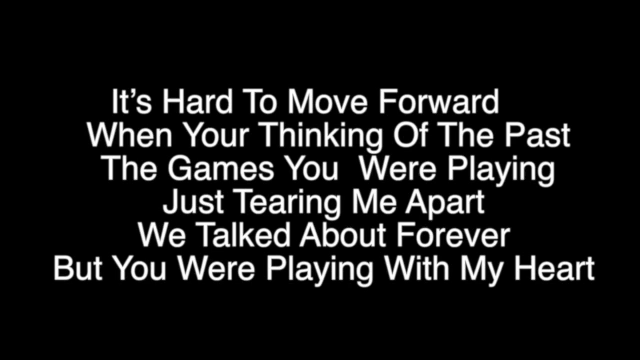 It's Hard To Move Forward
When Your Thinking Of The Past
The Games You  Were Playing
Just Tearing Me Apart
We Talked About Forever
But You Were Playing With My Heart